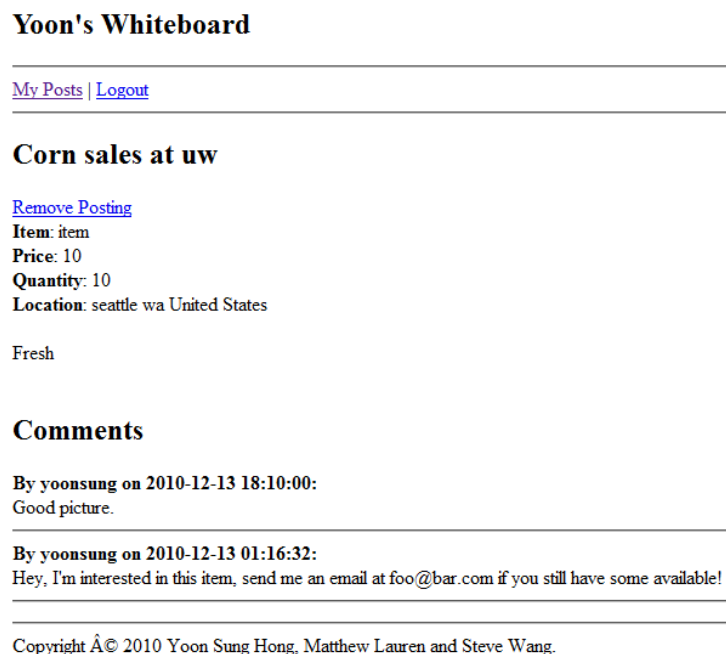 Yoon's Whiteboard
My Posts | Logout
Corn sales at uw
Remove Posting
Item: item
Price: 10
Quantity: 10
Location: seattle wa United States
Fresh
Comments
By yoonsung on 2010-12-13 18:10:00:
Good picture.
By yoonsung on 2010-12-13 01:16:32:
Hey, I'm interested in this item, send me an email at foo@bar.com if you still have some available!
Copyright Â© 2010 Yoon Sung Hong, Matthew Lauren and Steve Wang.